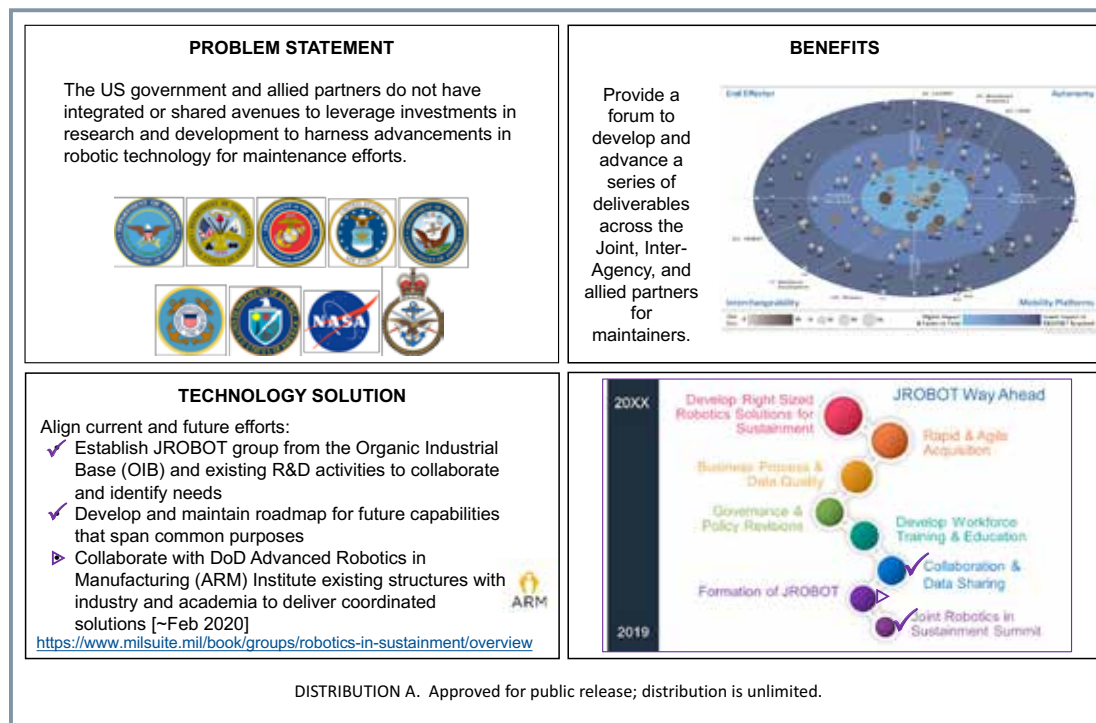 PROBLEM STATEMENT
The US government and allied partners do not have
integrated or shared avenues to leverage investments in
research and development to harness advancements in
robotic technology for maintenance efforts.
NASA
BENEFITS
Provide a
forum to
develop and
advance a
series of
deliverables
across the
Joint, Inter-
Agency, and
allied partners
for
maintainers.
End Effector
Autonomy
Interchangeability
Mobility Platforms
TECHNOLOGY SOLUTION
Align current and future efforts:
Establish JROBOT group from the Organic Industrial
Base (OIB) and existing R&D activities to collaborate
and identify needs
Develop and maintain roadmap for future capabilities
that span common purposes
Collaborate with DoD Advanced Robotics in
Manufacturing (ARM) Institute existing structures with
industry and academia to deliver coordinated
solutions [~Feb 2020]
ARM
https://www.milsuite.mil/book/groups/robotics-in-sustainment/overview
JROBOT Way Ahead
20XX
Develop Right Sized
Robotics Solutions for
Sustainment
Rapid & Agile
Acquisition
Business Process &
Data Quality
Governance &
Policy Revisions
Develop Workforce
Training & Education
Collaboration &
Data Sharing
Formation of JROBOT
Joint Robotics in
Sustainment Summit
2019
DISTRIBUTION A. Approved for public release; distribution is unlimited.